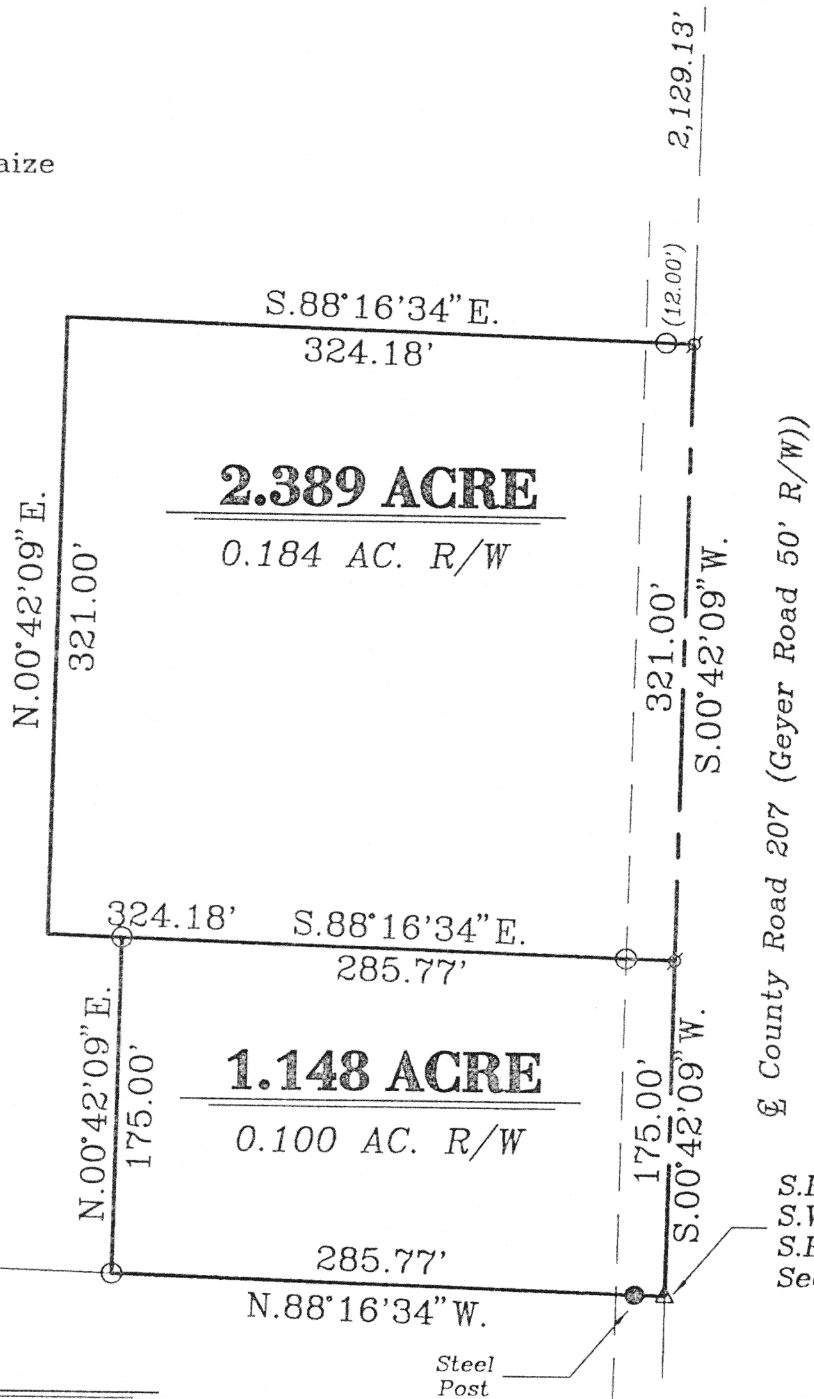 2,129.13'
aize
(12.00')
S.88°16'34"E.
324.18'
2.389 ACRE
0.184 AC. R/W
N.00°42'09"E.
321.00'
321.00'
S.00°42'09"W.
℄ County Road 207 (Geyer Road 50' R/W))
324.18'
S.88°16'34"E.
285.77'
1.148 ACRE
0.100 AC. R/W
N.00°42'09"E.
175.00'
175.00'
S.00°42'09"W.
285.77'
N.88°16'34"W.
Steel
Post